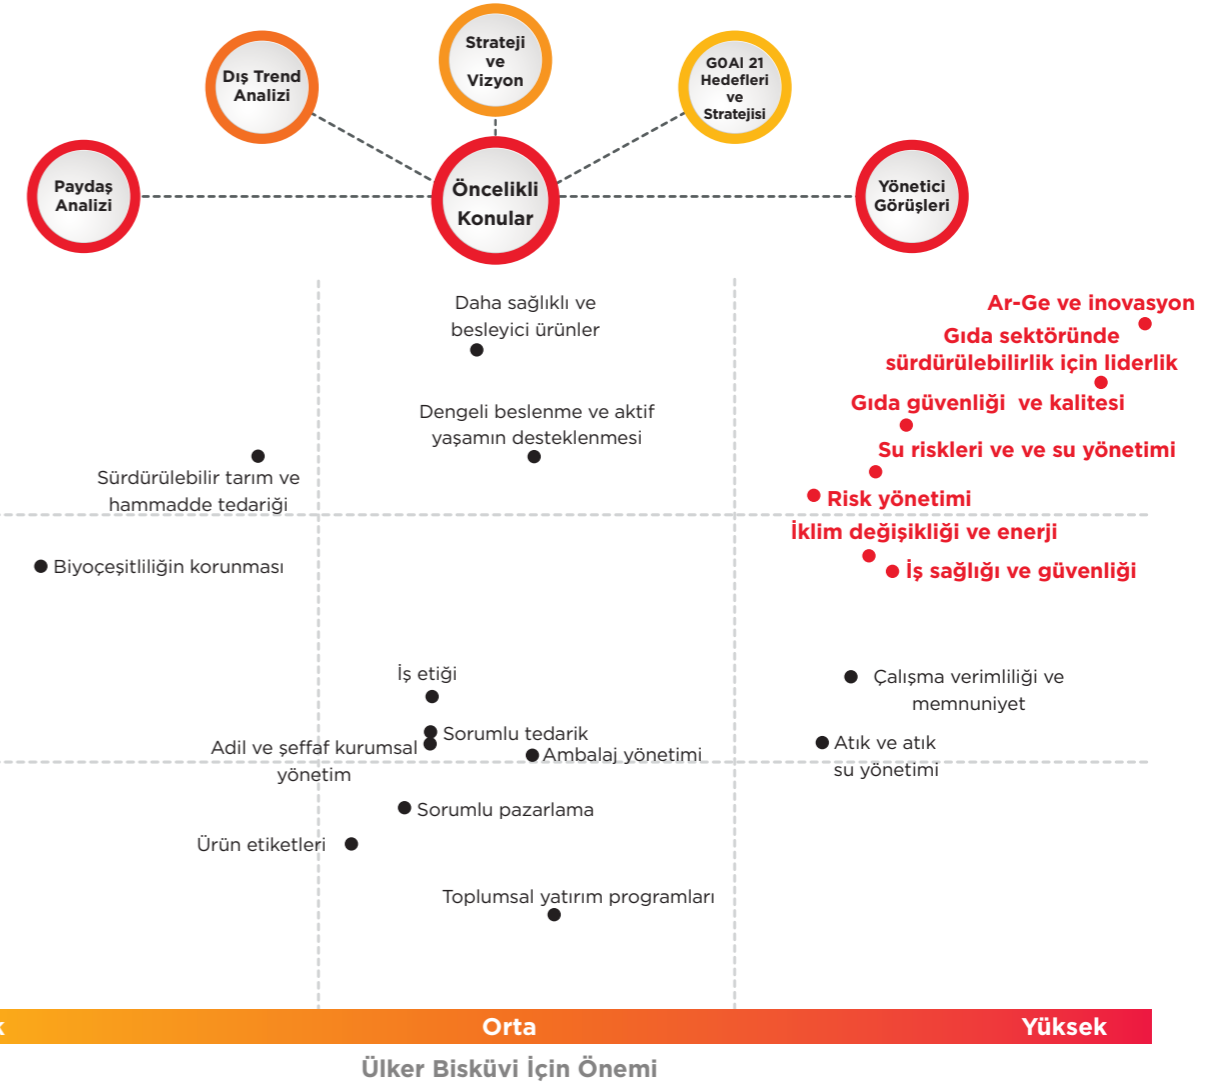 Dış Trend
Analizi
Strateji
ve
Vizyon
G0Al 21
Hedefleri
ve
Stratejisi
Paydaş
Analizi
Öncelikli
Konular
Yönetici
Görüşleri
Daha sağlıklı ve
besleyici ürünler
Ar-Ge ve inovasyon
Gıda sektöründe
sürdürülebilirlik için liderlik
Dengeli beslenme ve aktif
yaşamın desteklenmesi
Gıda güvenliği ve kalitesi
Su riskleri ve ve su yönetimi
Sürdürülebilir tarım ve
hammadde tedariği
Risk yönetimi
İklim değişikliği ve enerji
Biyoçeşitliliğin korunması
İş sağlığı ve güvenliği
İş etiği
Çalışma verimliliği ve
memnuniyet
Sorumlu tedarik
Adil ve şeffaf kurumsal
yönetim
Ambalaj yönetimi
Atık ve atık
su yönetimi
Sorumlu pazarlama
Ürün etiketleri
Toplumsal yatırım programları
k
Orta
Yüksek
Ülker Bisküvi İçin Önemi